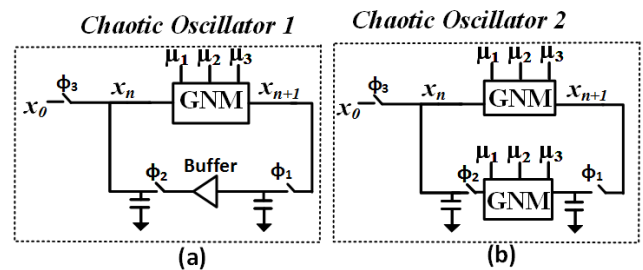 Chaotic Oscillator 1
μ1 μ2 μ3
ϕ3
x0
xn
GNM
xn+1
Buffer
ϕ2
ϕ1
(a)
Chaotic Oscillator 2
μ1 μ2 μ3
ϕ3
x0
xn
GNM
xn+1
μ1 μ2 μ3
ϕ2
GNM
ϕ1
(b)